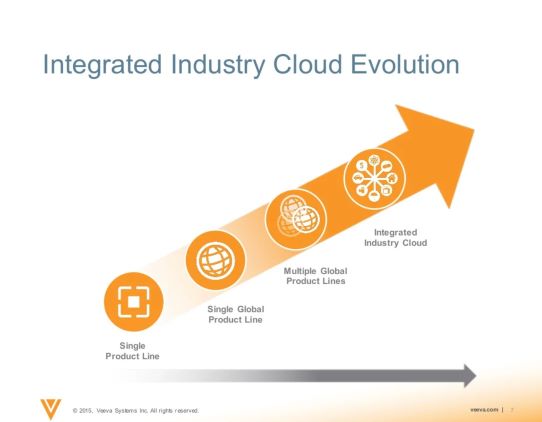 Integrated Industry Cloud Evolution
Integrated
Industry Cloud
Multiple Global
Product Lines
Single Global
Product Line
Single
Product Line
© 2015, Veeva Systems Inc. All rights reserved.
veeva.com | 7